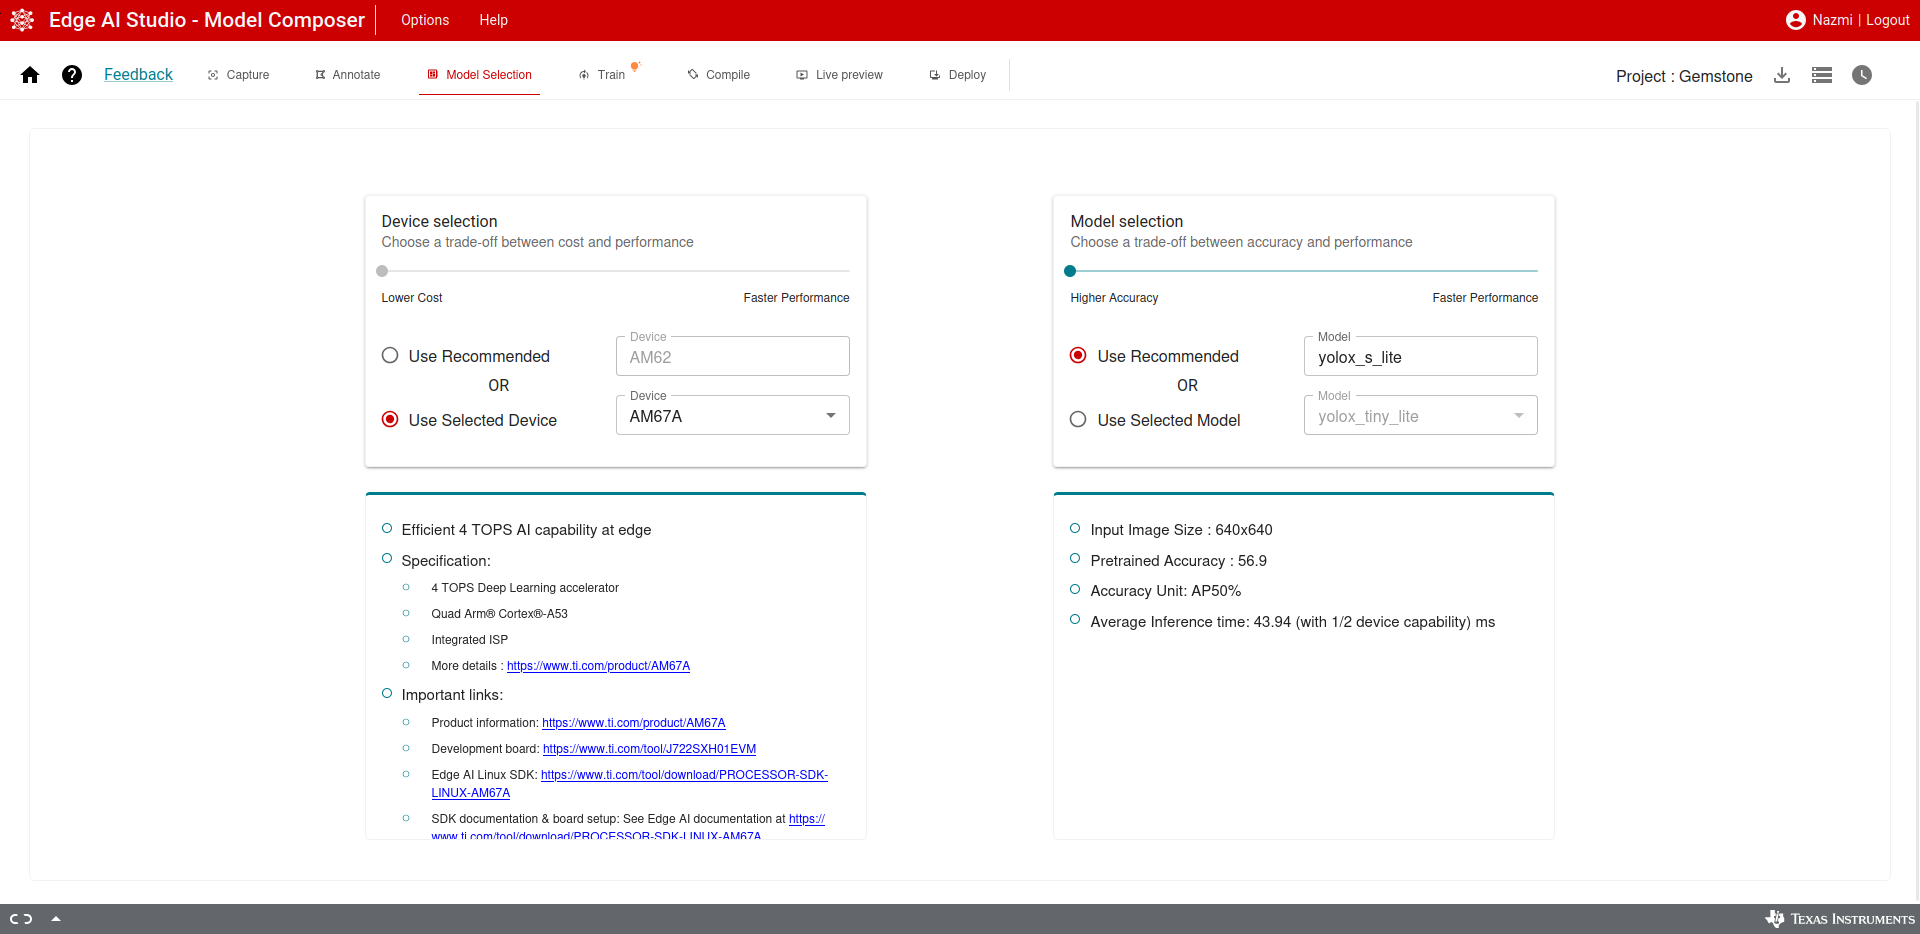 Edge AI Studio - Model Composer
Options
Help
Nazmi | Logout
Feedback
Capture
Annotate
Model Selection
Train
Compile
Live preview
Deploy
Project : Gemstone
Device selection
Choose a trade-off between cost and performance
Lower Cost
Faster Performance
Use Recommended
OR
Use Selected Device
Device
AM62
Device
AM67A
Efficient 4 TOPS AI capability at edge
Specification:
4 TOPS Deep Learning accelerator
Quad Arm® Cortex®-A53
Integrated ISP
More details : https://www.ti.com/product/AM67A
Important links:
Product information: https://www.ti.com/product/AM67A
Development board: https://www.ti.com/tool/J722SXH01EVM
Edge AI Linux SDK: https://www.ti.com/tool/download/PROCESSOR-SDK-
LINUX-AM67A
SDK documentation & board setup: See Edge AI documentation at https://
www.ti.com/tool/download/PROCESSOR-SDK-LINUX-AM67A
Model selection
Choose a trade-off between accuracy and performance
Higher Accuracy
Faster Performance
Use Recommended
OR
Use Selected Model
Model
yolox_s_lite
Model
yolox_tiny_lite
Input Image Size : 640x640
Pretrained Accuracy : 56.9
Accuracy Unit: AP50%
Average Inference time: 43.94 (with 1/2 device capability) ms
TEXAS INSTRUMENTS